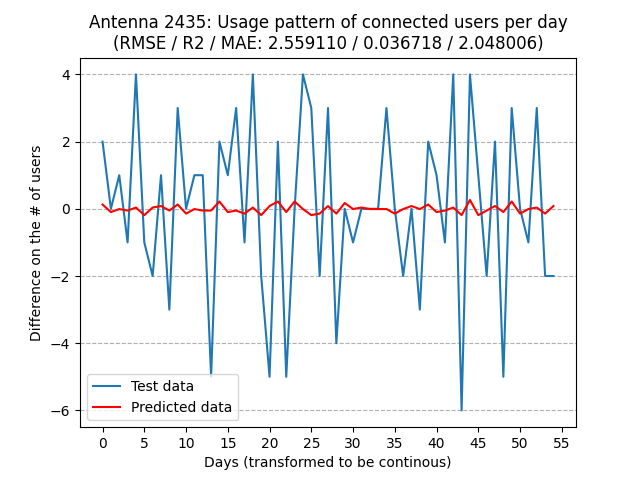 Antenna 2435: Usage pattern of connected users per day
(RMSE / R2 / MAE: 2.559110 / 0.036718 / 2.048006)
Difference on the # of users
4
2
0
−2
−4
−6
Test data
Predicted data
0 5 10 15 20 25 30 35 40 45 50 55
Days (transformed to be continous)